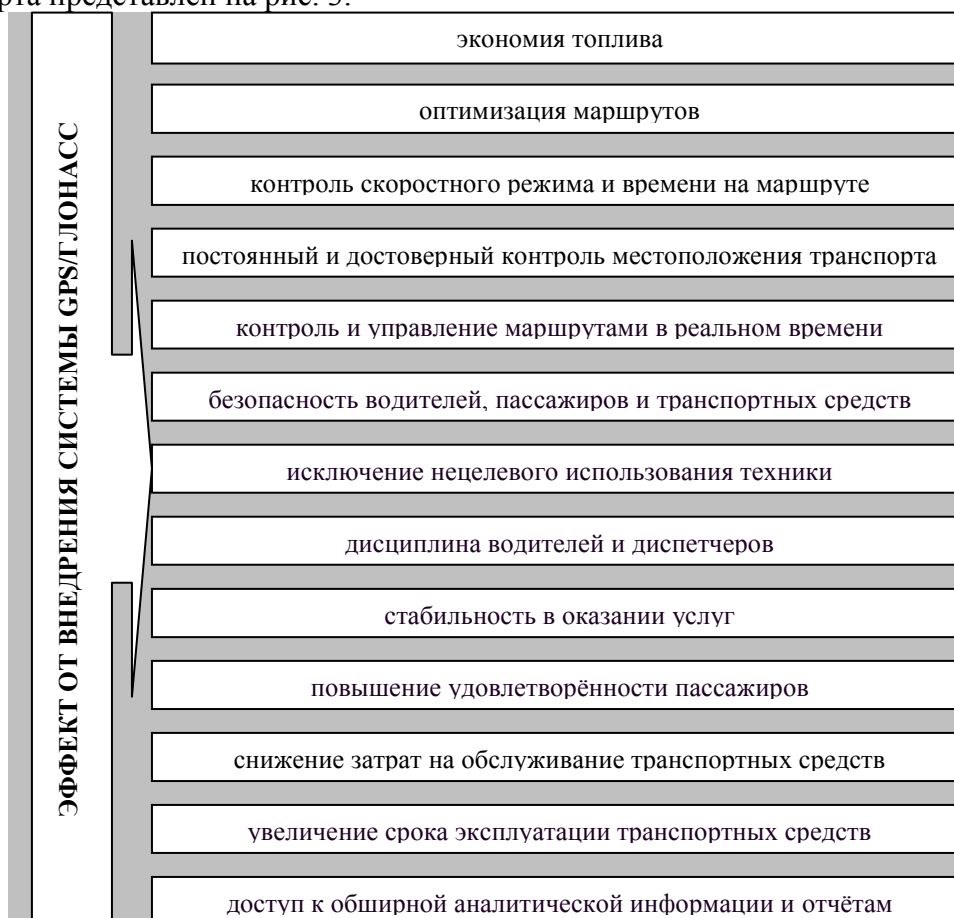 рта представлен на рис. 3.
ЭФФЕКТ ОТ ВНЕДРЕНИЯ СИСТЕМЫ GPS/ГЛОНАСС
экономия топлива
оптимизация маршрутов
контроль скоростного режима и времени на маршруте
постоянный и достоверный контроль местоположения транспорта
контроль и управление маршрутами в реальном времени
безопасность водителей, пассажиров и транспортных средств
исключение нецелевого использования техники
дисциплина водителей и диспетчеров
стабильность в оказании услуг
повышение удовлетворённости пассажиров
снижение затрат на обслуживание транспортных средств
увеличение срока эксплуатации транспортных средств
доступ к обширной аналитической информации и отчётам